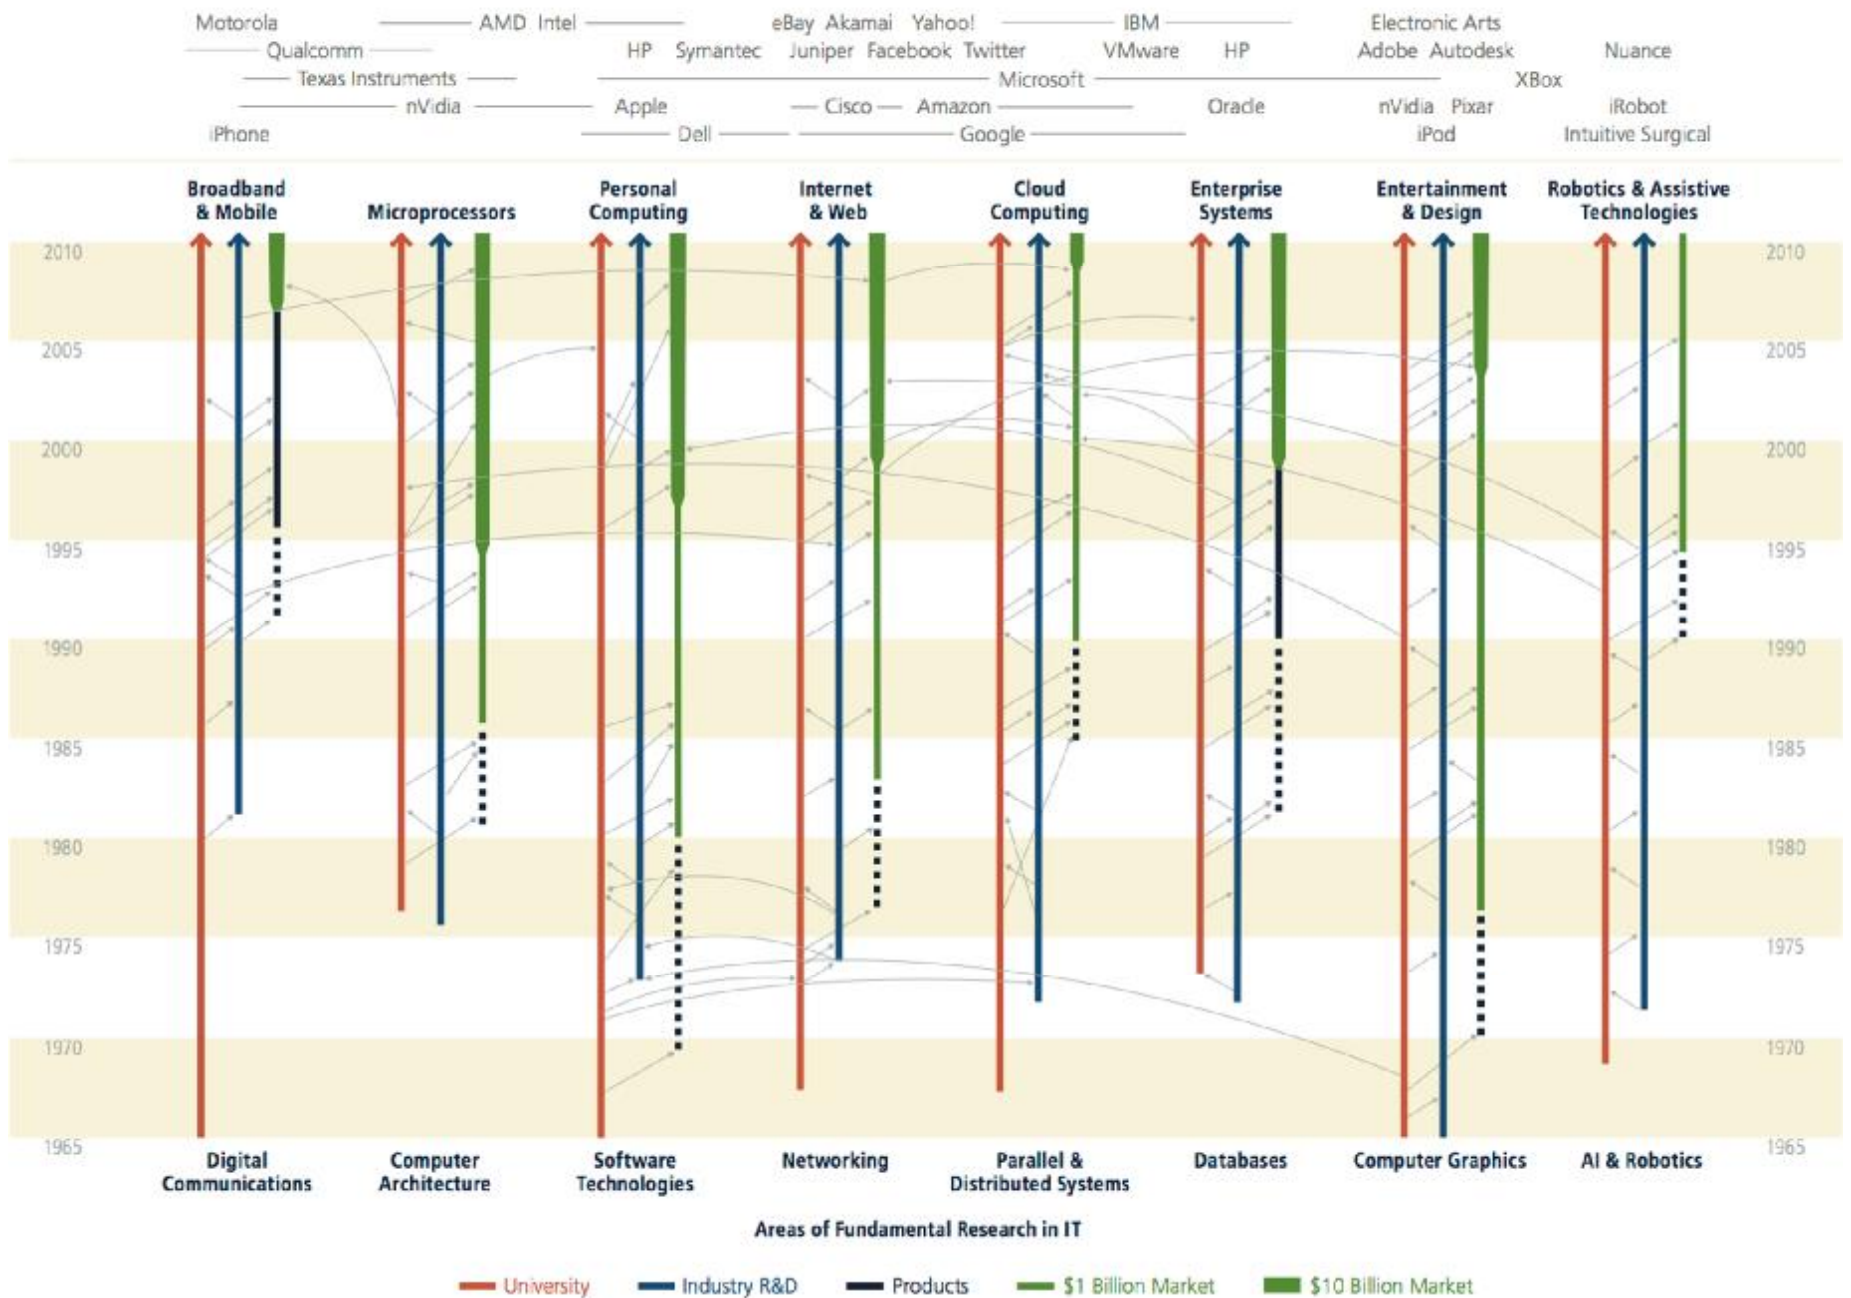 Motorola AMD Intel eBay Akamai Yahoo! IBM Electronic Arts
Qualcomm HP Symantec Juniper Facebook Twitter VMware HP Adobe Autodesk Nuance
Texas Instruments Microsoft XBox
nVidia Apple Cisco Amazon Oracle nVidia Pixar iRobot
iPhone Dell Google iPod Intuitive Surgical
Broadband
& Mobile
Microprocessors
Personal
Computing
Internet
& Web
Cloud
Computing
Enterprise
Systems
Entertainment
& Design
Robotics & Assistive
Technologies
2010 2010
2005 2005
2000 2000
1995 1995
1990 1990
1985 1985
1980 1980
1975 1975
1970 1970
1965 1965
Digital
Communications
Computer
Architecture
Software
Technologies
Networking
Parallel &
Distributed Systems
Databases
Computer Graphics
AI & Robotics
Areas of Fundamental Research in IT
University Industry R&D Products $1 Billion Market $10 Billion Market